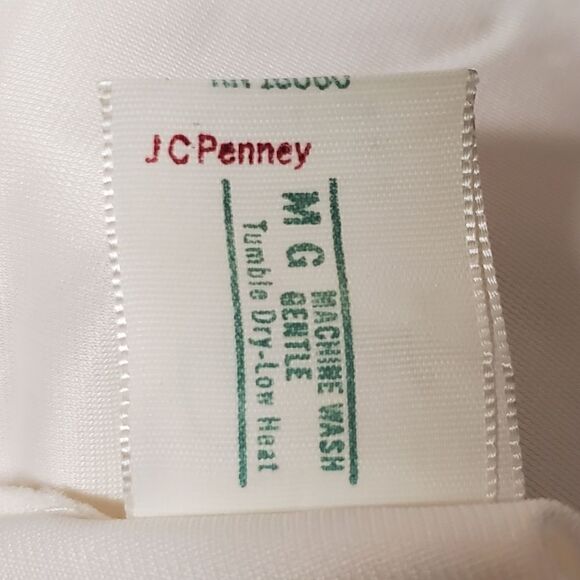 JCPenney
M G
MACHINE WASH
GENTLE
Tumble Dry-Low Heat